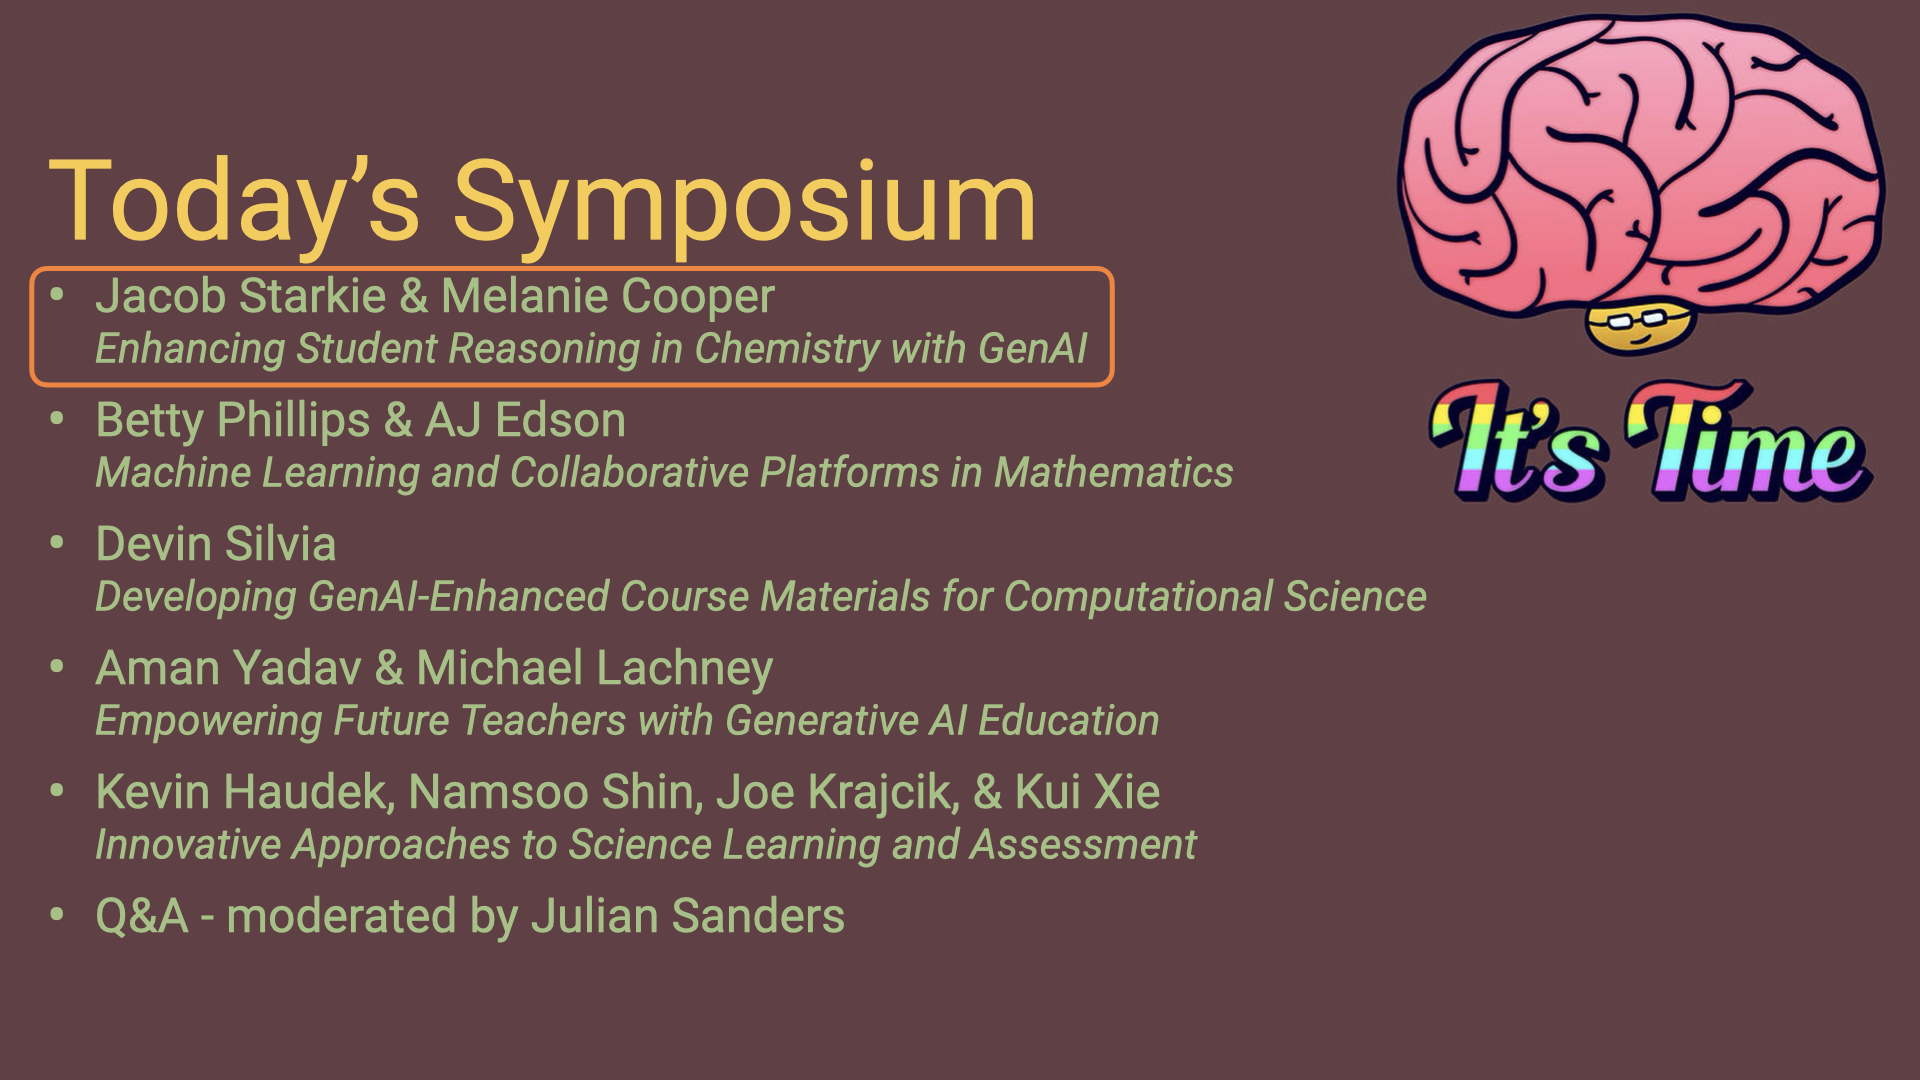 Today’s Symposium
• Jacob Starkie & Melanie Cooper
Enhancing Student Reasoning in Chemistry with GenAI
• Betty Phillips & AJ Edson
Machine Learning and Collaborative Platforms in Mathematics
• Devin Silvia
Developing GenAI-Enhanced Course Materials for Computational Science
• Aman Yadav & Michael Lachney
Empowering Future Teachers with Generative AI Education
• Kevin Haudek, Namsoo Shin, Joe Krajcik, & Kui Xie
Innovative Approaches to Science Learning and Assessment
• Q&A - moderated by Julian Sanders
It’s Time